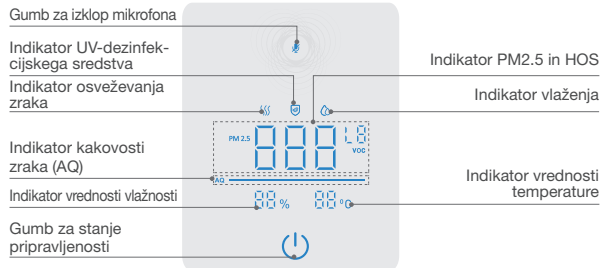 Gumb za izklop mikrofona
Indikator UV-dezinfek-
cijskega sredstva
Indikator osveževanja
zraka
Indikator kakovosti
zraka (AQ)
Indikator vrednosti vlažnosti
Gumb za stanje
pripravljenosti
PM 2.5
888
L8
VOC
AQ
88 %
88 °C
Indikator PM2.5 in HOS
Indikator vlaženja
Indikator vrednosti
temperature